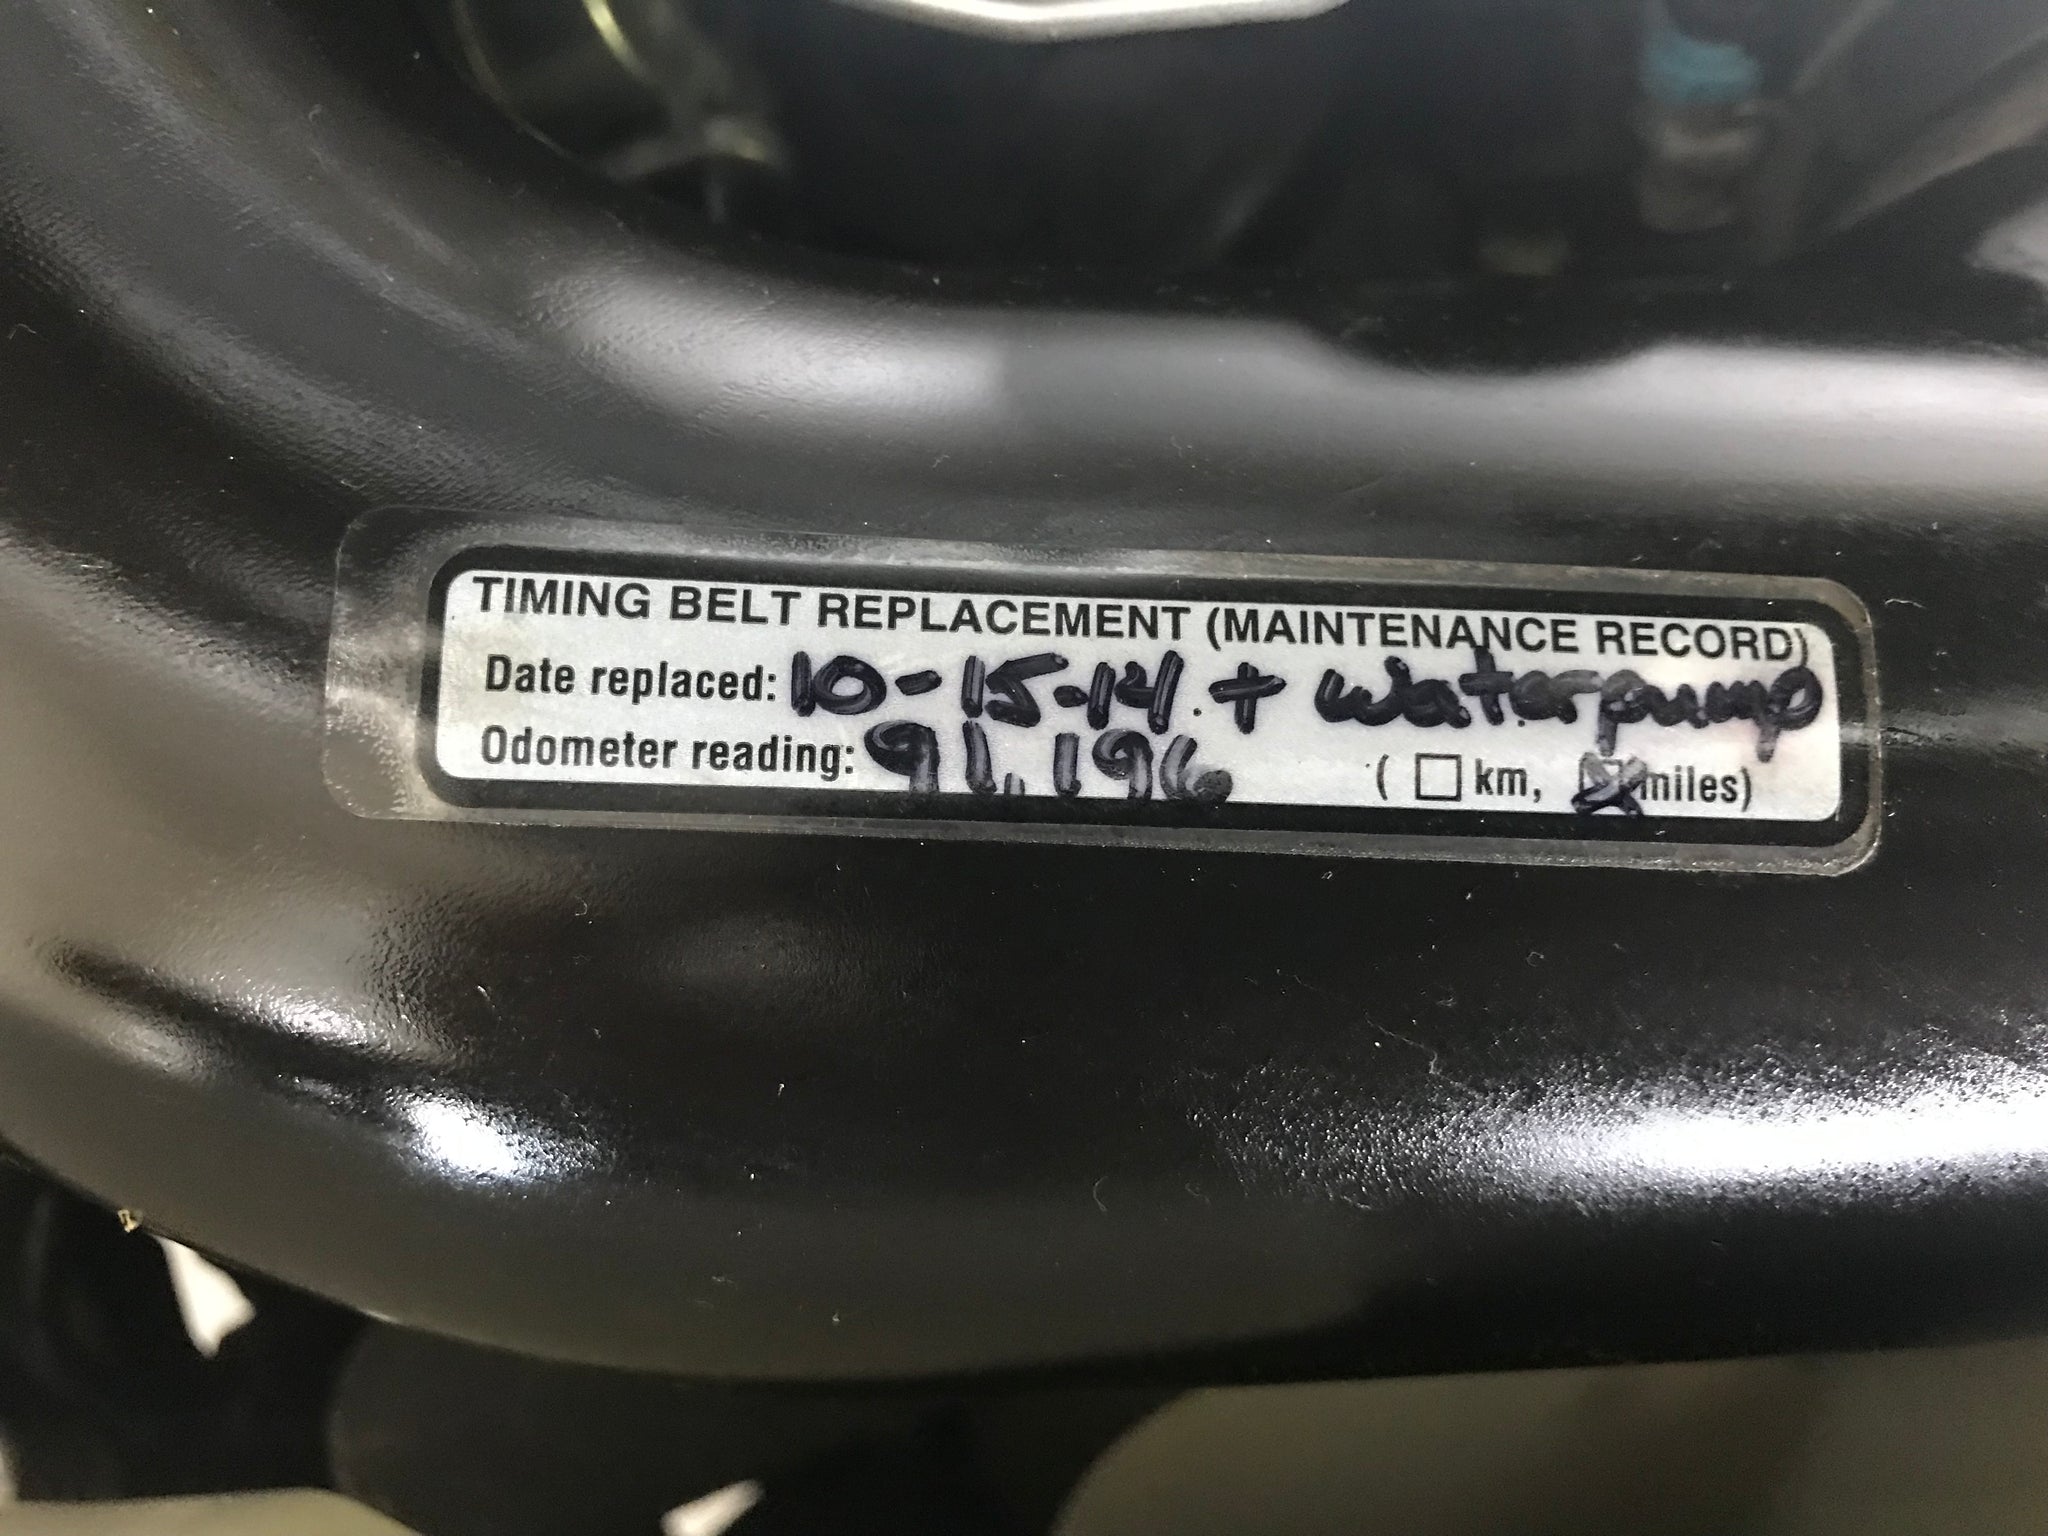 TIMING BELT REPLACEMENT (MAINTENANCE RECORD)
Date replaced: 10-15-14 + waterpump
Odometer reading: 91,196 ( ☐ km, ☒ miles)